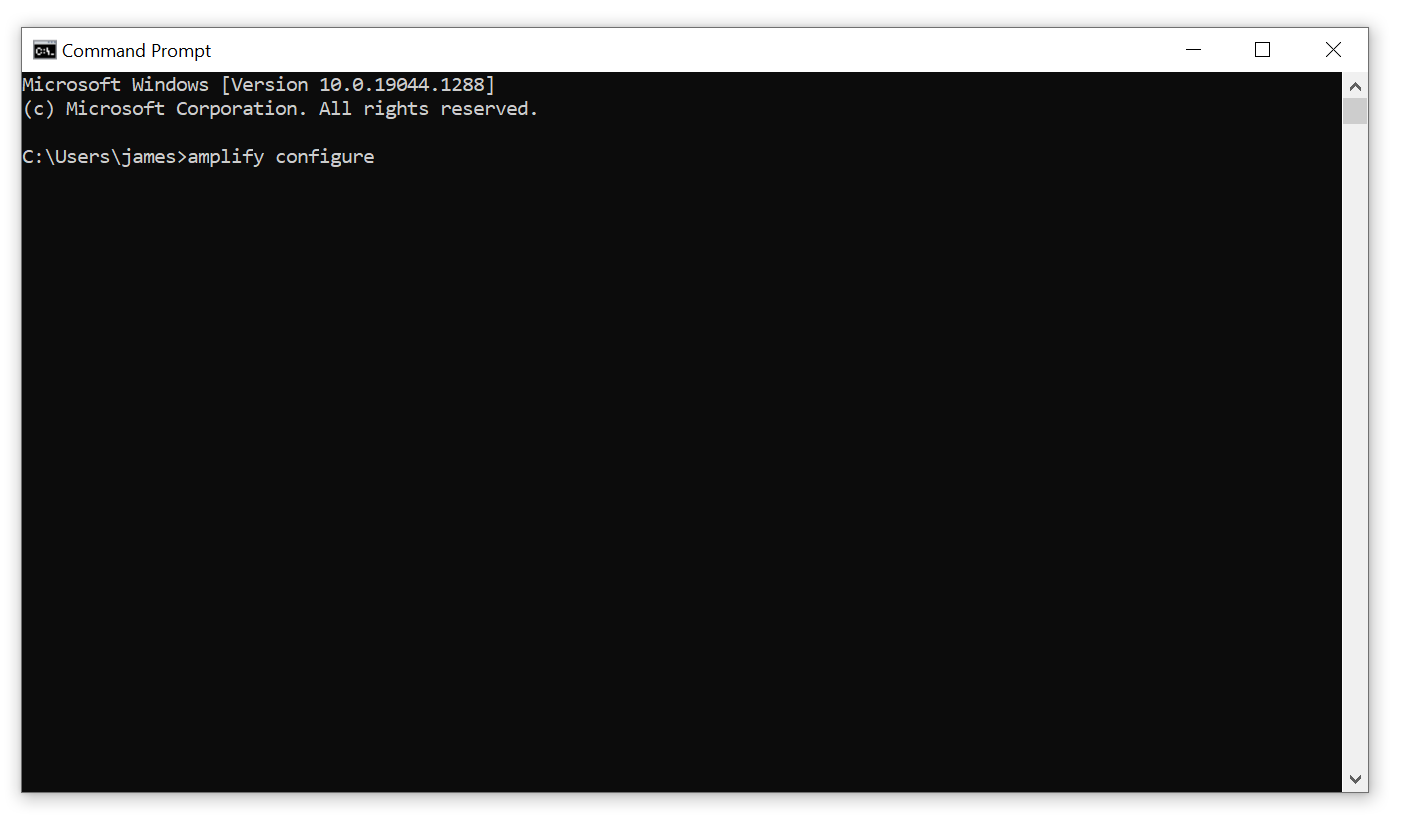 Command Prompt
Microsoft Windows [Version 10.0.19044.1288]
(c) Microsoft Corporation. All rights reserved.
C:\Users\james>amplify configure